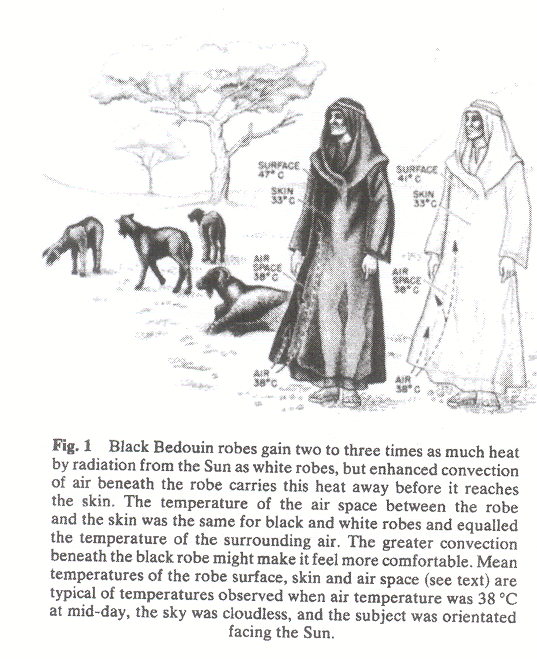 SURFACE
47°C
SKIN
33°C
AIR
SPACE
38°C
AIR
38°C
SURFACE
41°C
SKIN
33°C
AIR
SPACE
38°C
AIR
38°C
Fig. 1 Black Bedouin robes gain two to three times as much heat
by radiation from the Sun as white robes, but enhanced convection
of air beneath the robe carries this heat away before it reaches
the skin. The temperature of the air space between the robe
and the skin was the same for black and white robes and equalled
the temperature of the surrounding air. The greater convection
beneath the black robe might make it feel more comfortable. Mean
temperatures of the robe surface, skin and air space (see text) are
typical of temperatures observed when air temperature was 38 °C
at mid-day, the sky was cloudless, and the subject was orientated
facing the Sun.